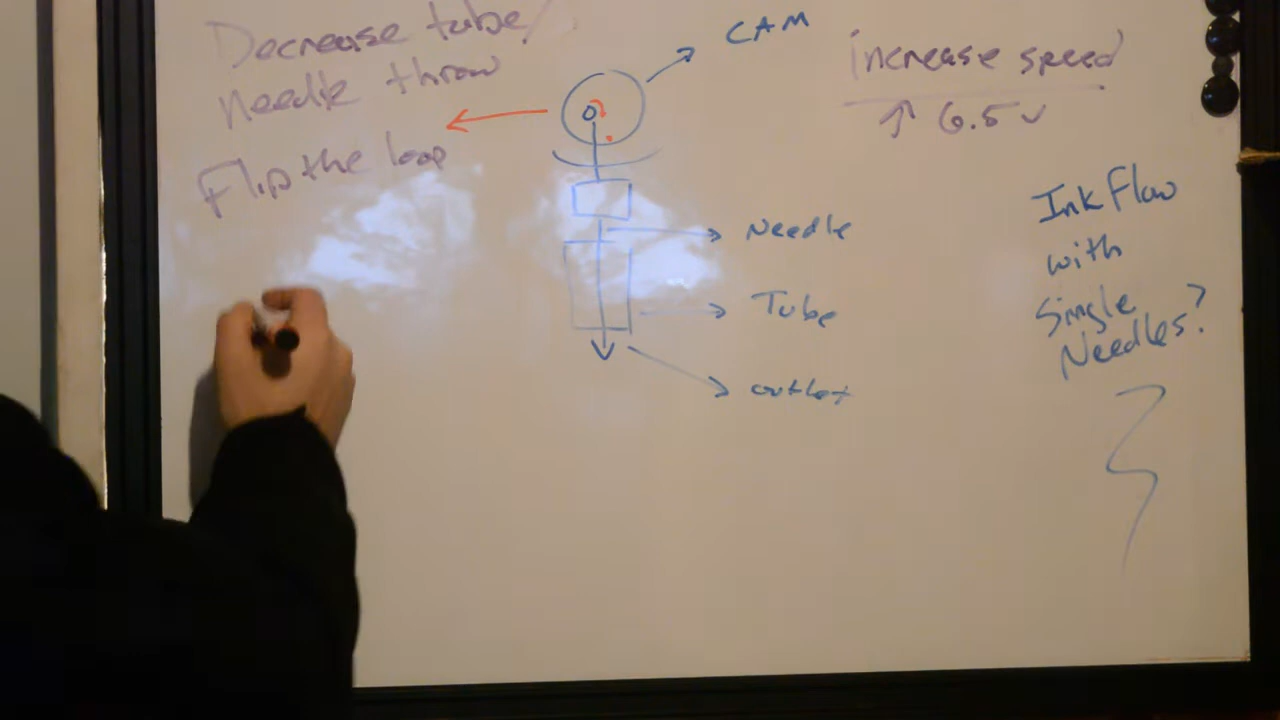 Decrease tube/
Needle throw
Flip the loop
CAM
increase speed
↑ 6.5 v
Needle
Tube
outlet
Ink Flow
with
Single
Needles?